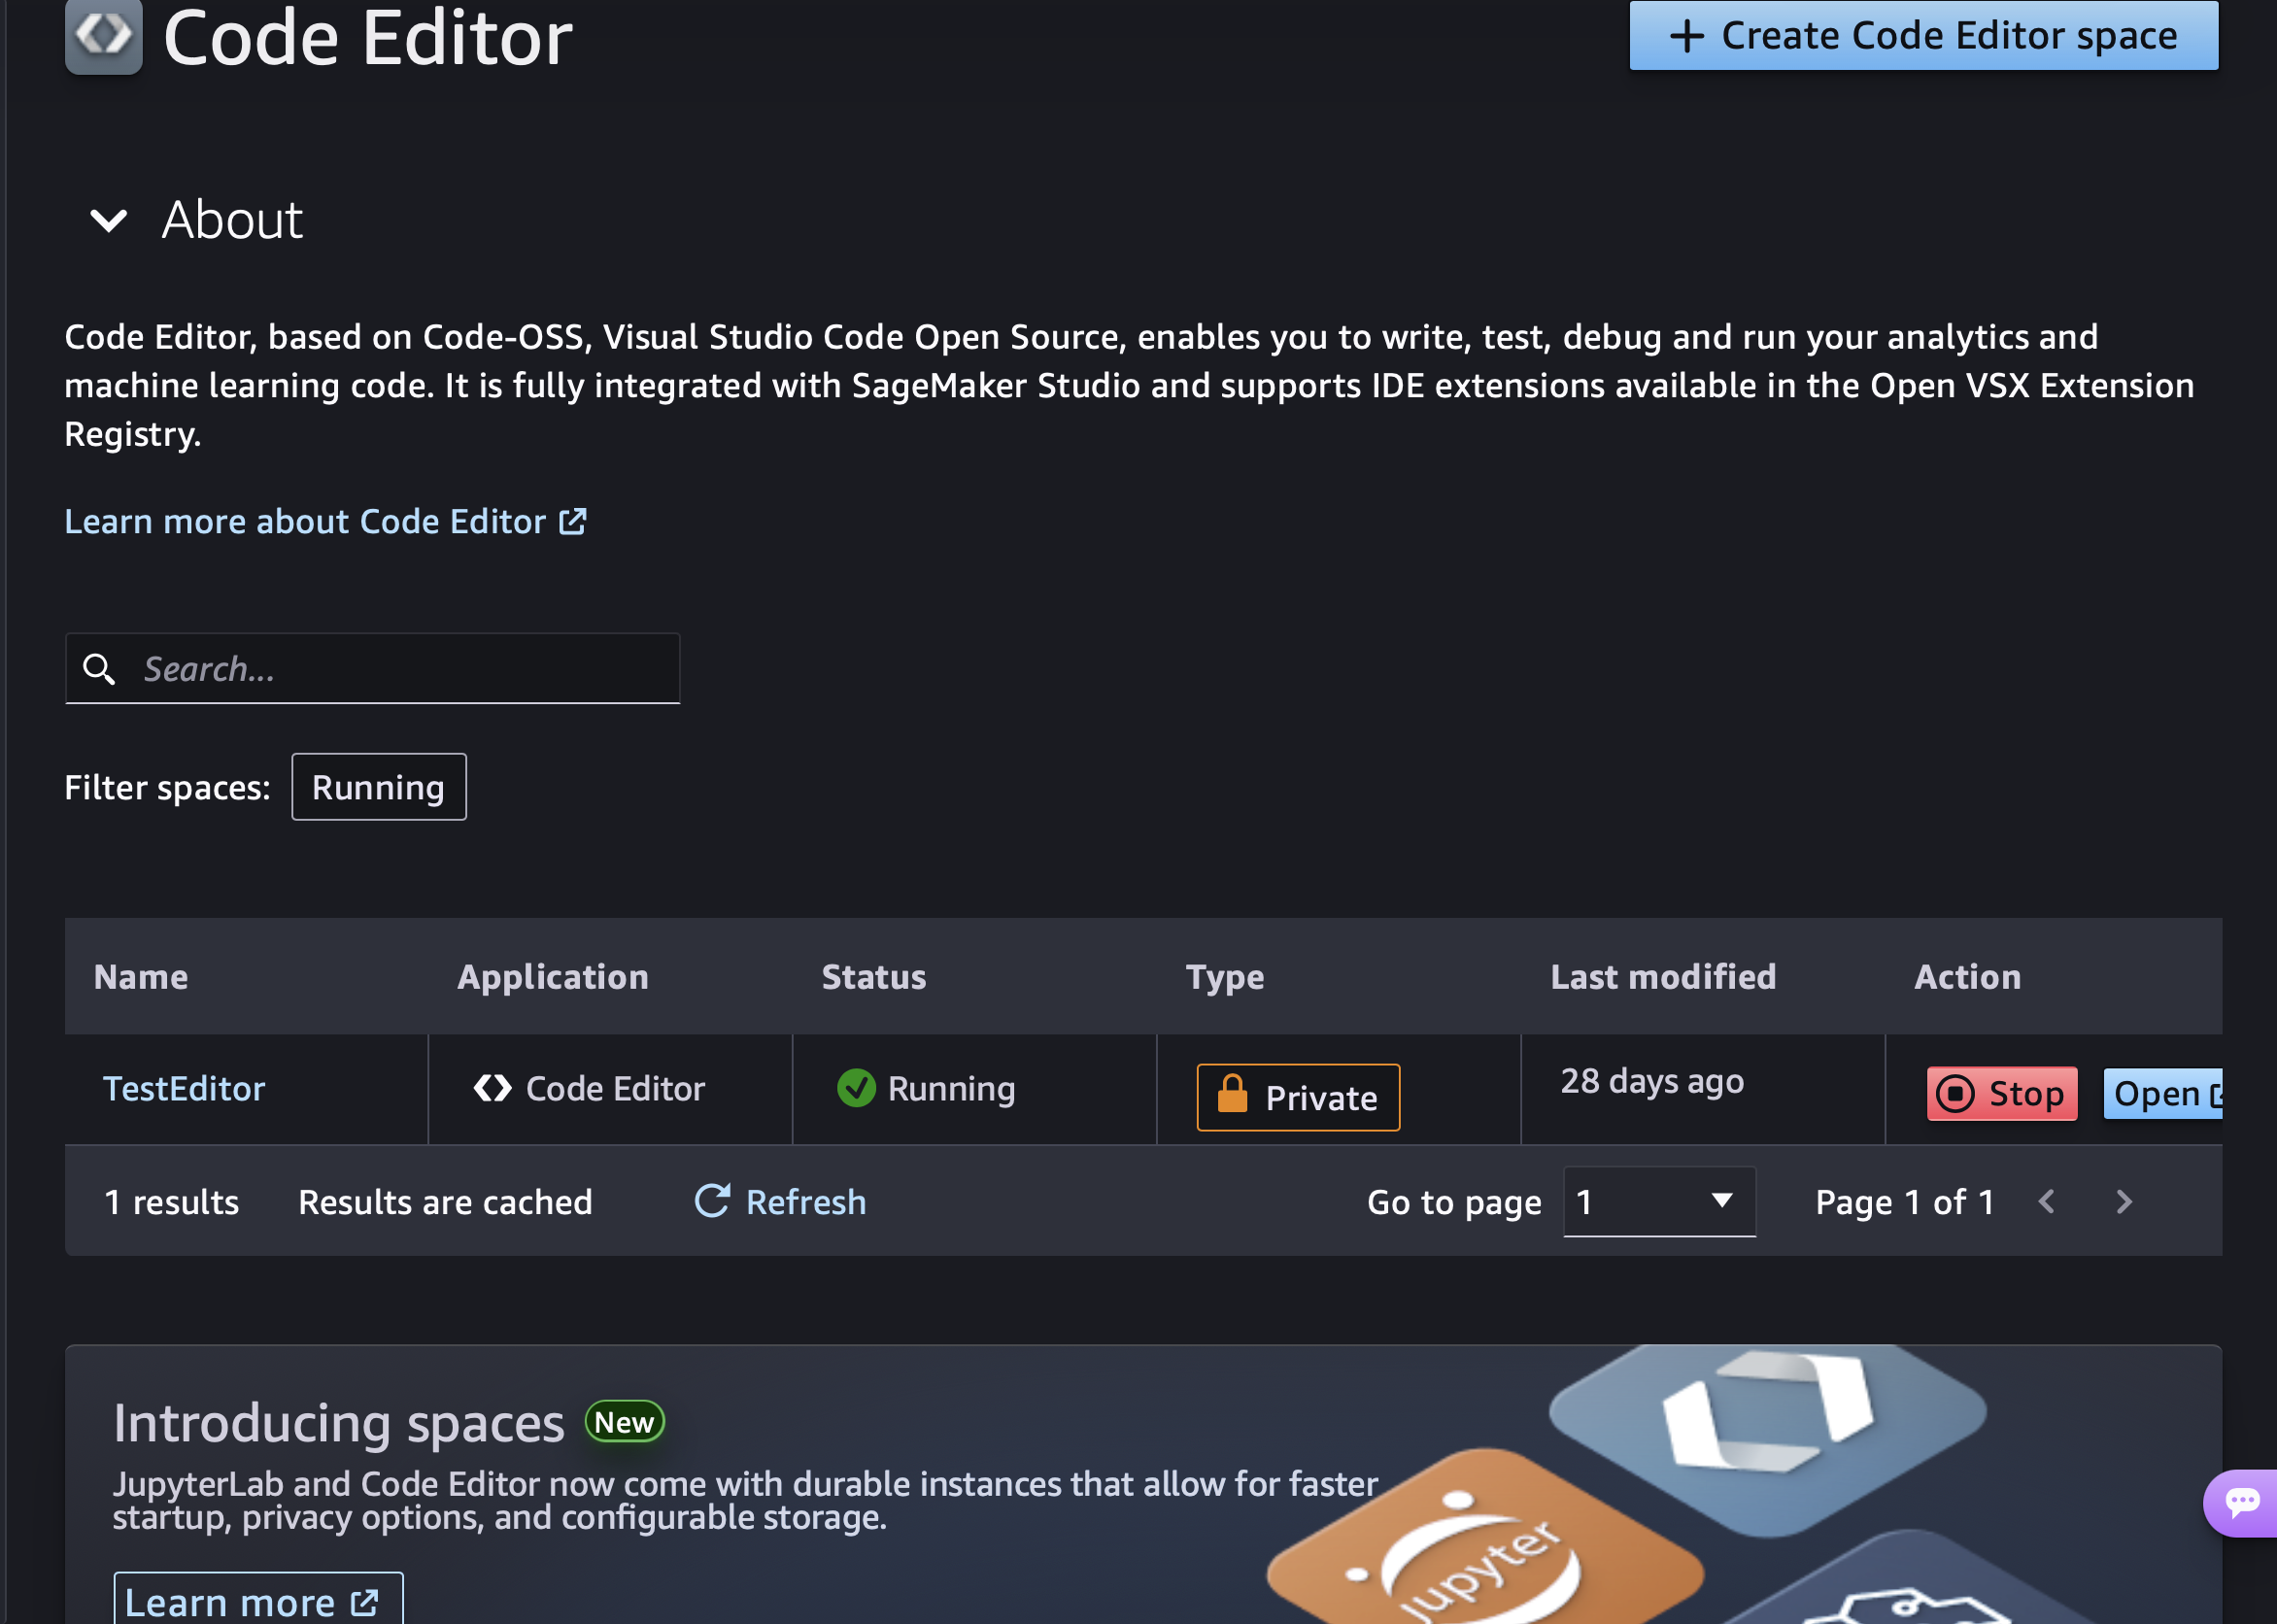 Code Editor
+ Create Code Editor space
About
Code Editor, based on Code-OSS, Visual Studio Code Open Source, enables you to write, test, debug and run your analytics and
machine learning code. It is fully integrated with SageMaker Studio and supports IDE extensions available in the Open VSX Extension
Registry.
Learn more about Code Editor
Search...
Filter spaces: Running
Name Application Status Type Last modified Action
TestEditor Code Editor Running Private 28 days ago Stop Open
1 results Results are cached Refresh Go to page 1 Page 1 of 1
Introducing spaces New
JupyterLab and Code Editor now come with durable instances that allow for faster
startup, privacy options, and configurable storage.
jupyter
Learn more